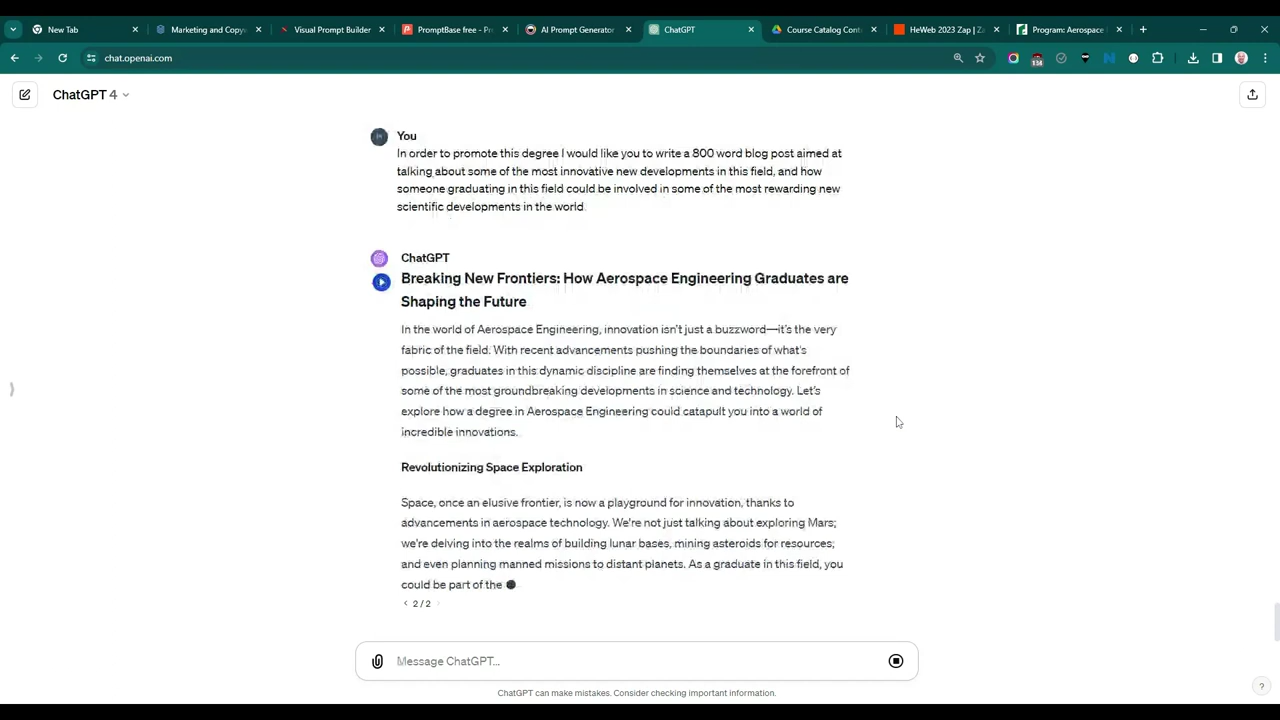 New Tab
Marketing and Copyw
Visual Prompt Builder
PromptBase free - Pr
AI Prompt Generator
ChatGPT
Course Catalog Cont
HeWeb 2023 Zap | Za
Program: Aerospace
chat.openai.com
134
ChatGPT 4
You
In order to promote this degree I would like you to write a 800 word blog post aimed at
talking about some of the most innovative new developments in this field, and how
someone graduating in this field could be involved in some of the most rewarding new
scientific developments in the world.
ChatGPT
Breaking New Frontiers: How Aerospace Engineering Graduates are
Shaping the Future
In the world of Aerospace Engineering, innovation isn't just a buzzword—it's the very
fabric of the field. With recent advancements pushing the boundaries of what's
possible, graduates in this dynamic discipline are finding themselves at the forefront of
some of the most groundbreaking developments in science and technology. Let's
explore how a degree in Aerospace Engineering could catapult you into a world of
incredible innovations.
Revolutionizing Space Exploration
Space, once an elusive frontier, is now a playground for innovation, thanks to
advancements in aerospace technology. We're not just talking about exploring Mars;
we're delving into the realms of building lunar bases, mining asteroids for resources,
and even planning manned missions to distant planets. As a graduate in this field, you
could be part of the
< 2 / 2 >
Message ChatGPT...
ChatGPT can make mistakes. Consider checking important information.
?